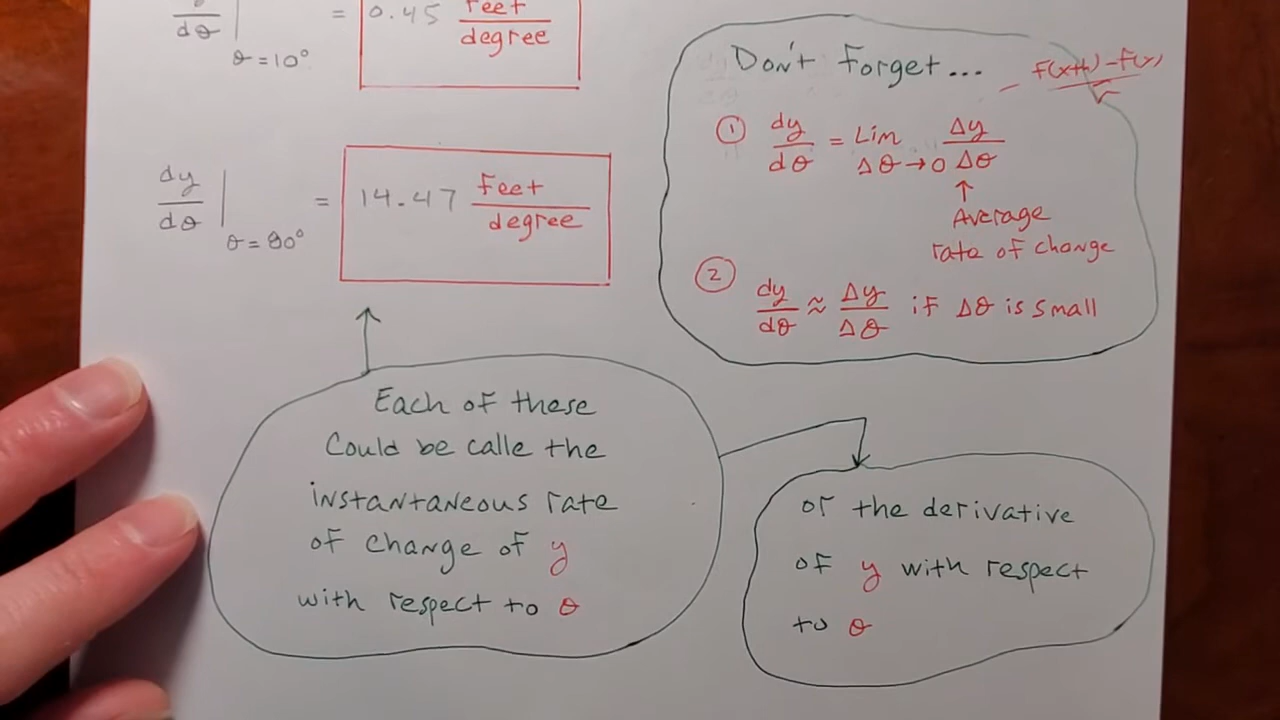 dy/dθ | θ=10° = 0.45 feet/degree
dy/dθ | θ=80° = 14.47 feet/degree
Each of these
Could be calle the
instantaneous rate
of change of y
with respect to θ
Don't Forget...
f(x+h)-f(x)
① dy/dθ = Lim Δθ→0 Δy/Δθ
↑
Average
rate of change
② dy/dθ ≈ Δy/Δθ if Δθ is small
or the derivative
of y with respect
to θ